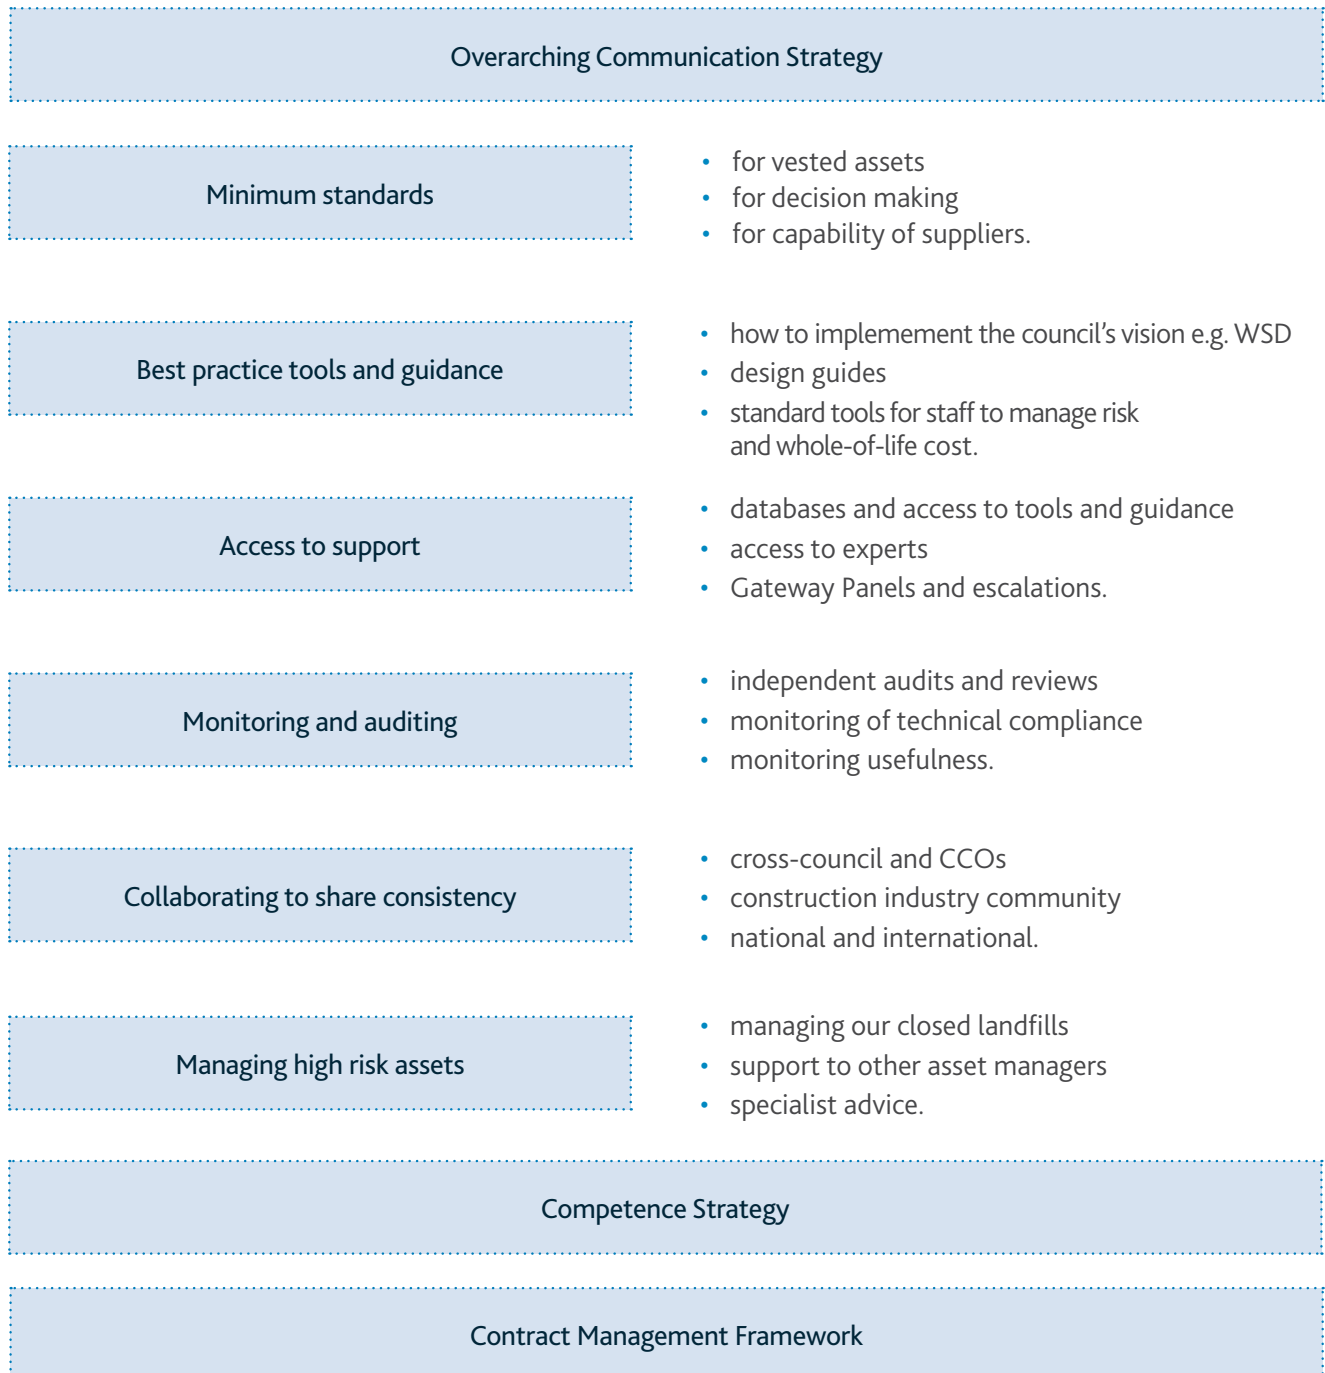 Overarching Communication Strategy
Minimum standards
• for vested assets
• for decision making
• for capability of suppliers.
Best practice tools and guidance
• how to implemement the council’s vision e.g. WSD
• design guides
• standard tools for staff to manage risk
and whole-of-life cost.
Access to support
• databases and access to tools and guidance
• access to experts
• Gateway Panels and escalations.
Monitoring and auditing
• independent audits and reviews
• monitoring of technical compliance
• monitoring usefulness.
Collaborating to share consistency
• cross-council and CCOs
• construction industry community
• national and international.
Managing high risk assets
• managing our closed landfills
• support to other asset managers
• specialist advice.
Competence Strategy
Contract Management Framework